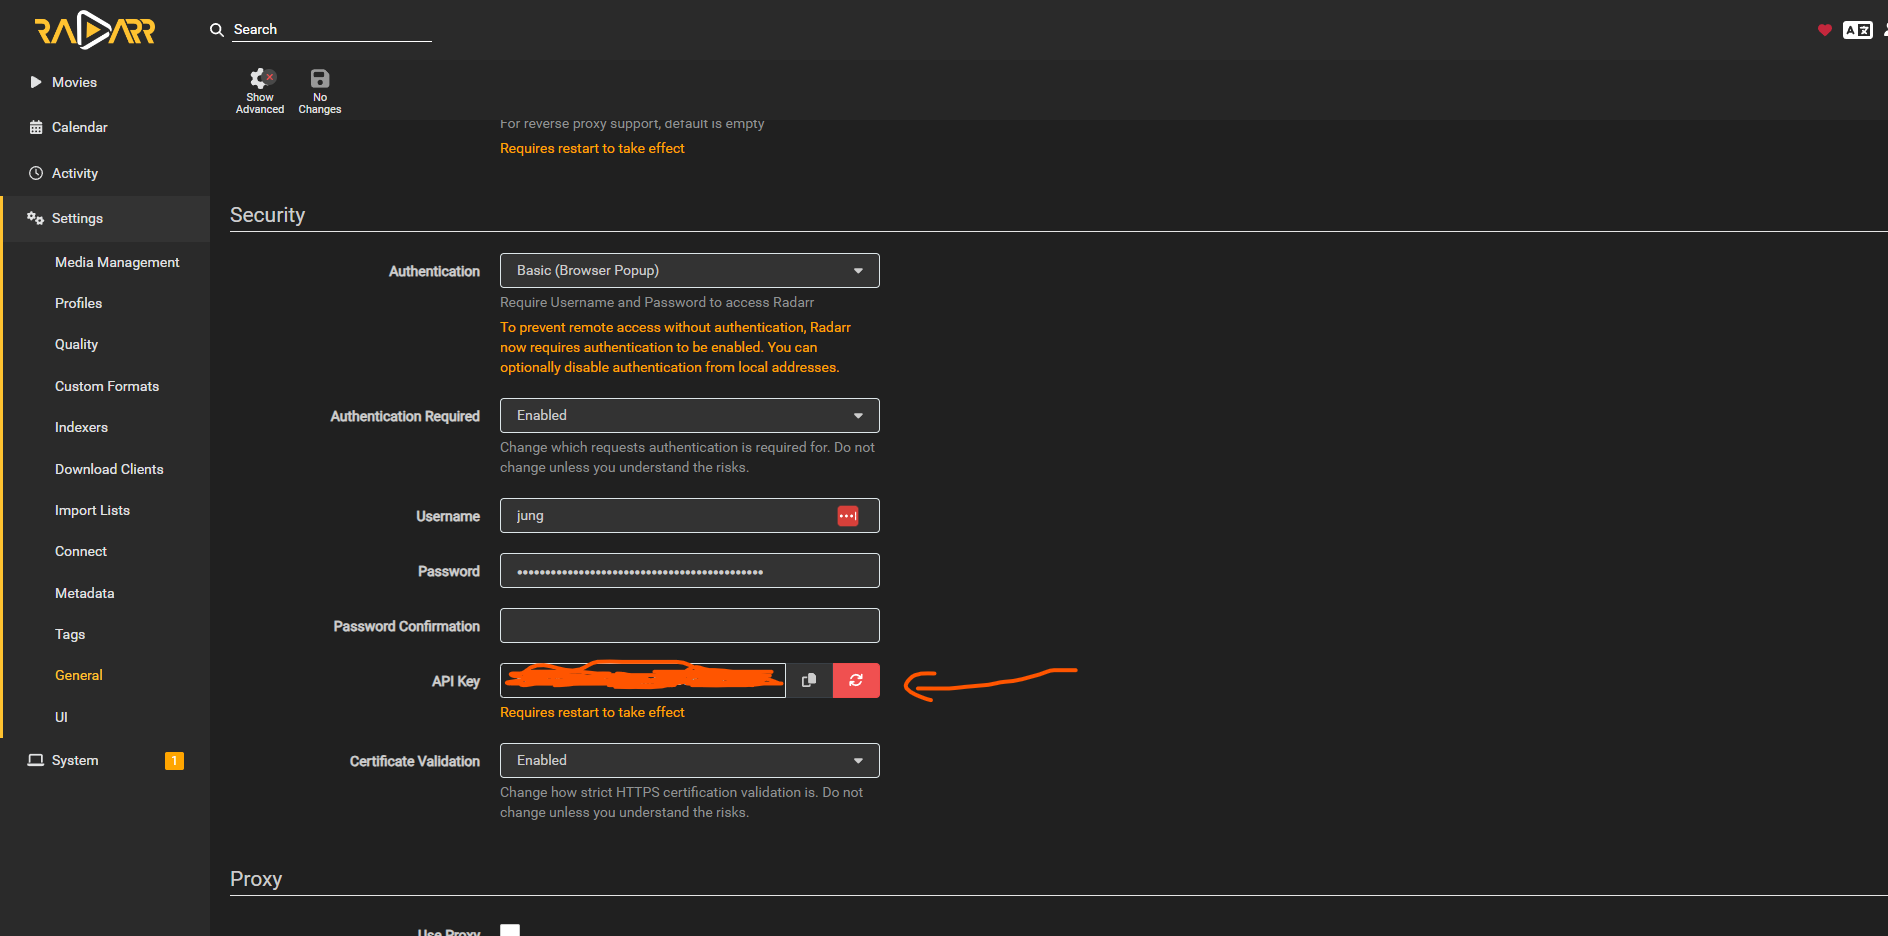 RADARR
Search
Movies
Calendar
Activity
Settings
Media Management
Profiles
Quality
Custom Formats
Indexers
Download Clients
Import Lists
Connect
Metadata
Tags
General
UI
System
1
Show
Advanced
No
Changes
For reverse proxy support, default is empty
Requires restart to take effect
Security
Authentication
Basic (Browser Popup)
Require Username and Password to access Radarr
To prevent remote access without authentication, Radarr
now requires authentication to be enabled. You can
optionally disable authentication from local addresses.
Authentication Required
Enabled
Change which requests authentication is required for. Do not
change unless you understand the risks.
Username
jung
Password
Password Confirmation
API Key
Requires restart to take effect
Certificate Validation
Enabled
Change how strict HTTPS certification validation is. Do not
change unless you understand the risks.
Proxy
Use Proxy